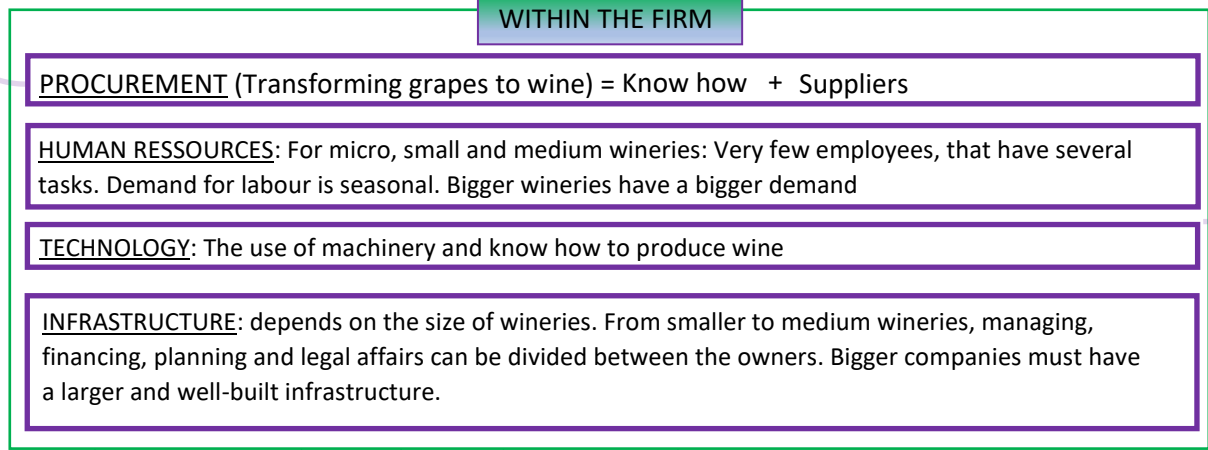 WITHIN THE FIRM
PROCUREMENT (Transforming grapes to wine) = Know how + Suppliers
HUMAN RESSOURCES: For micro, small and medium wineries: Very few employees, that have several
tasks. Demand for labour is seasonal. Bigger wineries have a bigger demand
TECHNOLOGY: The use of machinery and know how to produce wine
INFRASTRUCTURE: depends on the size of wineries. From smaller to medium wineries, managing,
financing, planning and legal affairs can be divided between the owners. Bigger companies must have
a larger and well-built infrastructure.